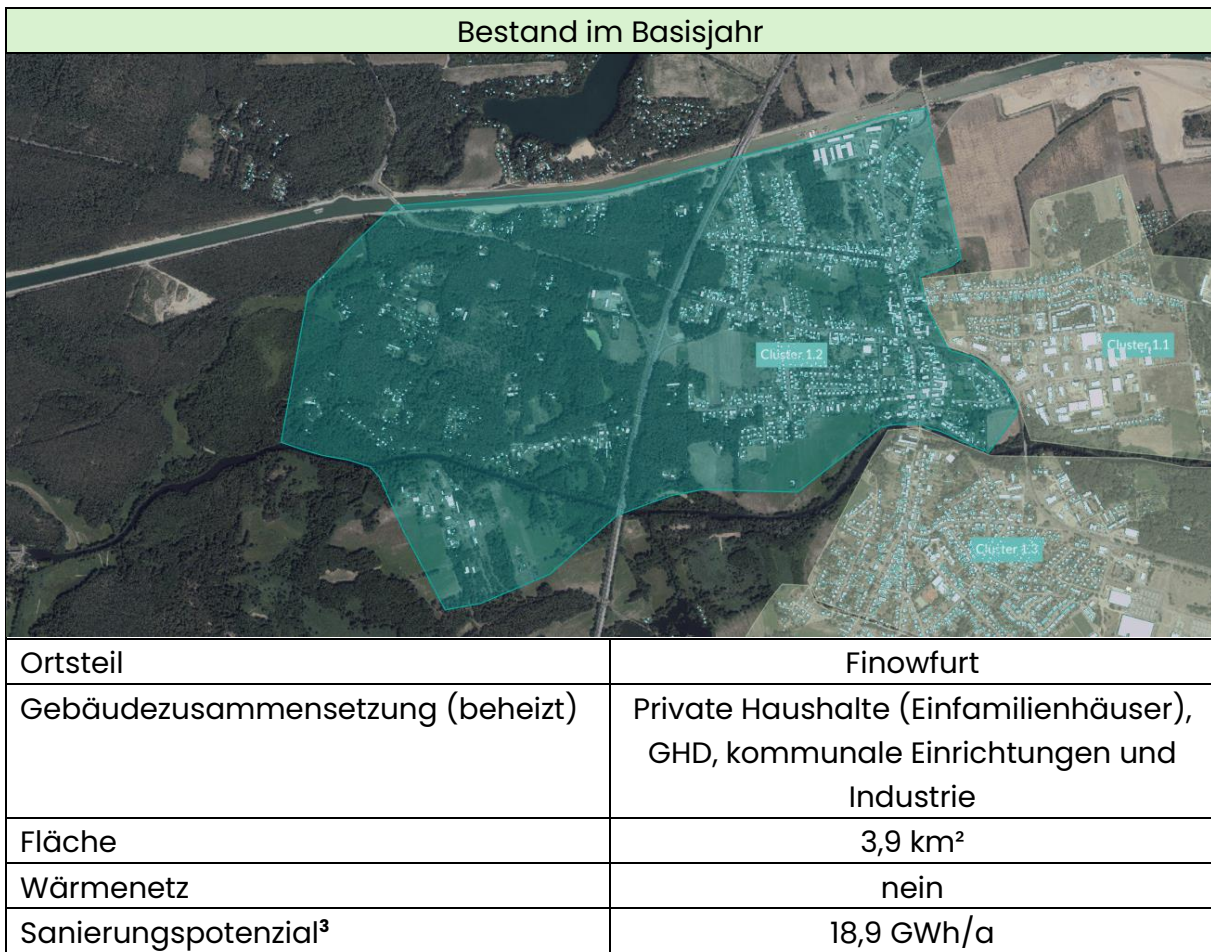 Bestand im Basisjahr
Cluster 1.2
Cluster 1.1
Cluster 1.3
Ortsteil
Finowfurt
Gebäudezusammensetzung (beheizt)
Private Haushalte (Einfamilienhäuser),
GHD, kommunale Einrichtungen und
Industrie
Fläche
3,9 km²
Wärmenetz
nein
Sanierungspotenzial³
18,9 GWh/a